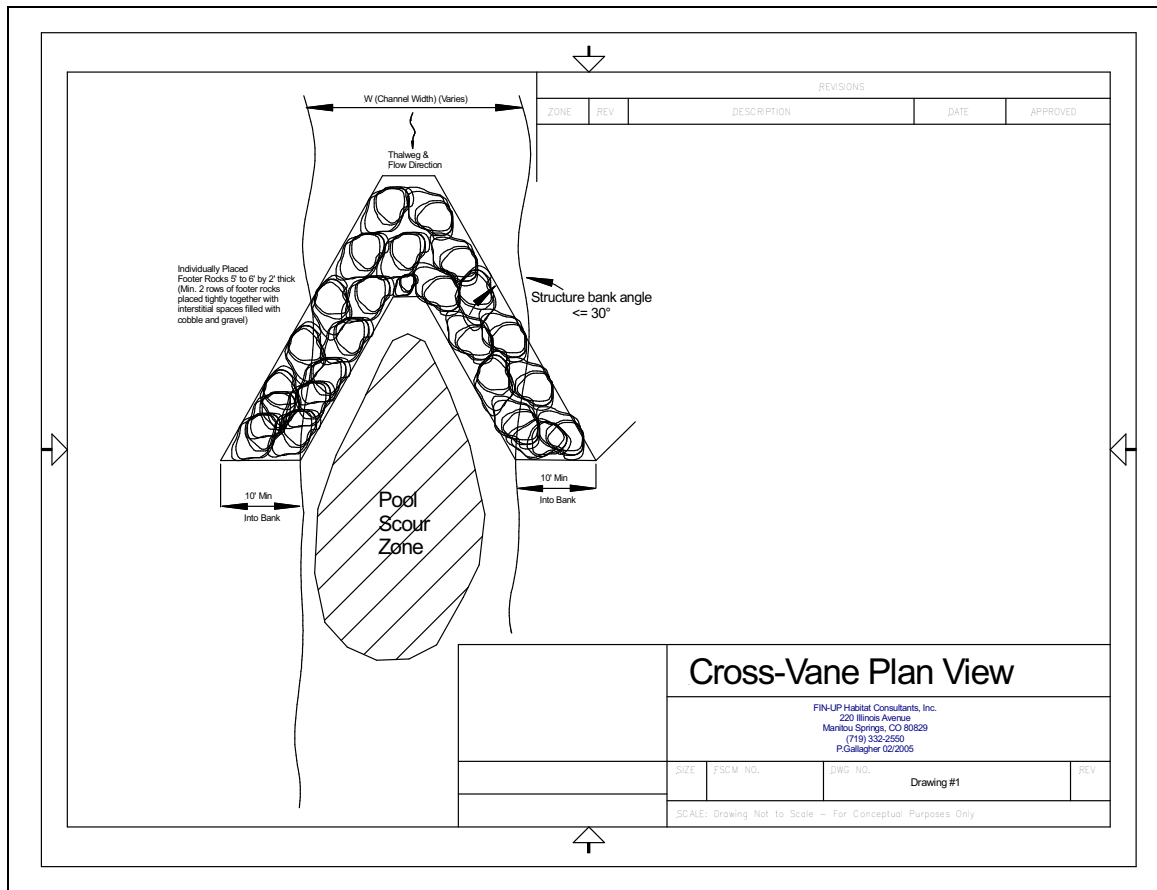 REVISIONS
ZONE REV DESCRIPTION DATE APPROVED
W (Channel Width) (Varies)
Thalweg &
Flow Direction
Individually Placed
Footer Rocks 5' to 6' by 2' thick
(Min. 2 rows of footer rocks
placed tightly together with
interstitial spaces filled with
cobble and gravel)
Structure bank angle
<= 30°
10' Min
Into Bank
10' Min
Into Bank
Pool
Scour
Zone
Cross-Vane Plan View
FIN-UP Habitat Consultants, Inc.
220 Illinois Avenue
Manitou Springs, CO 80829
(719) 332-2550
P.Gallagher 02/2005
SIZE FSCM NO. DWG NO. REV
Drawing #1
SCALE: Drawing Not to Scale - For Conceptual Purposes Only